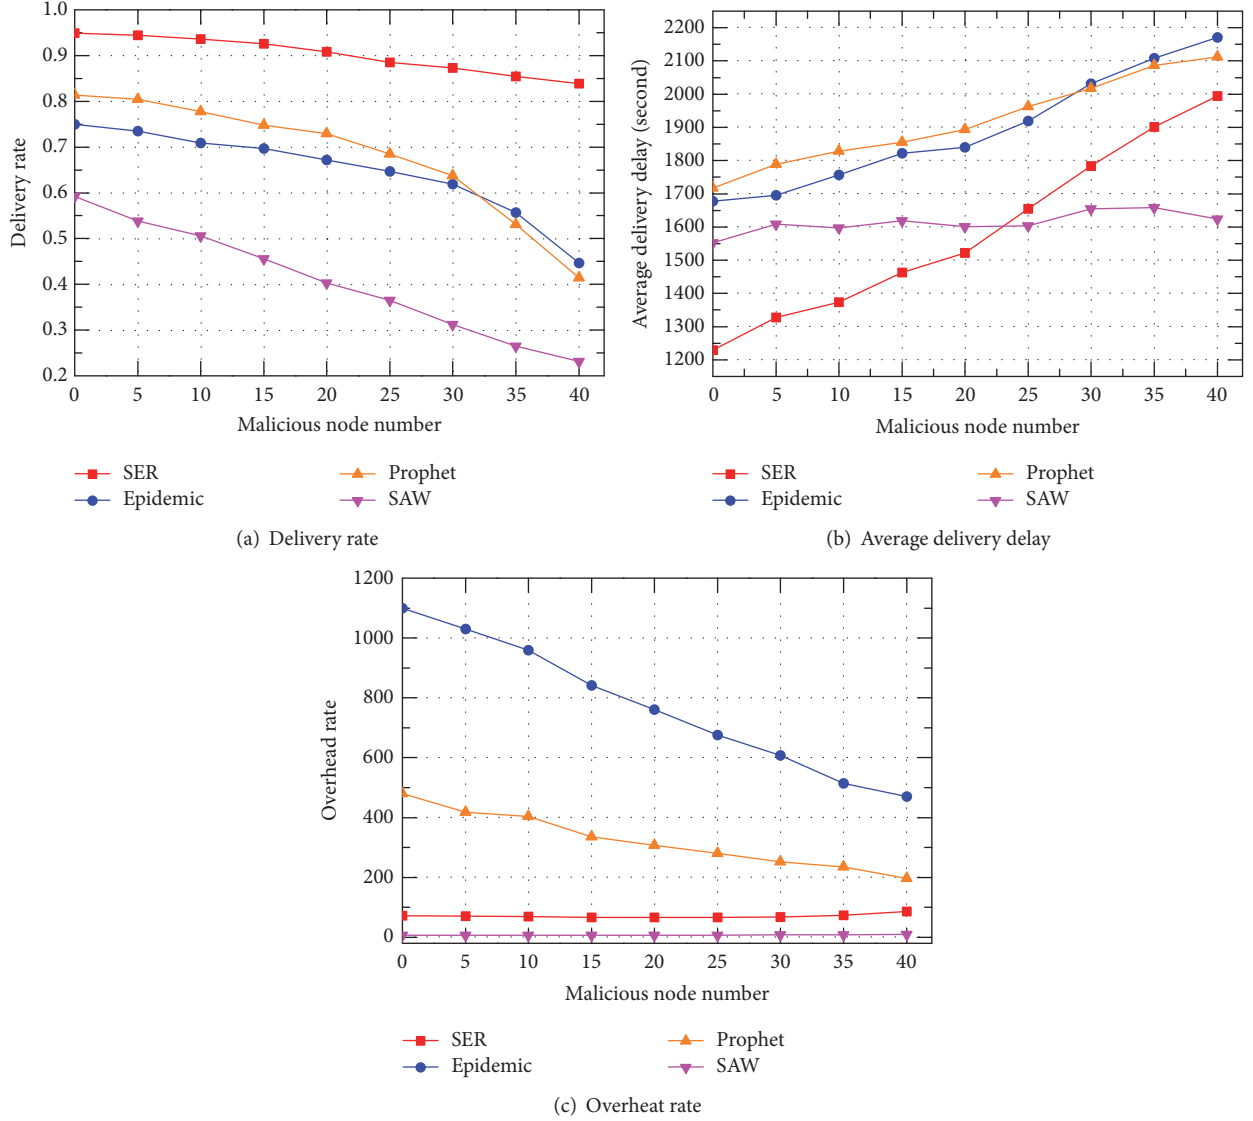 1.0
0.9
0.8
0.7
0.6
0.5
0.4
0.3
0.2
Delivery rate
0 5 10 15 20 25 30 35 40
Malicious node number
SER Prophet
Epidemic SAW
(a) Delivery rate
2200
2100
2000
1900
1800
1700
1600
1500
1400
1300
1200
Average delivery delay (second)
0 5 10 15 20 25 30 35 40
Malicious node number
SER Prophet
Epidemic SAW
(b) Average delivery delay
1200
1000
800
600
400
200
0
Overhead rate
0 5 10 15 20 25 30 35 40
Malicious node number
SER Prophet
Epidemic SAW
(c) Overheat rate